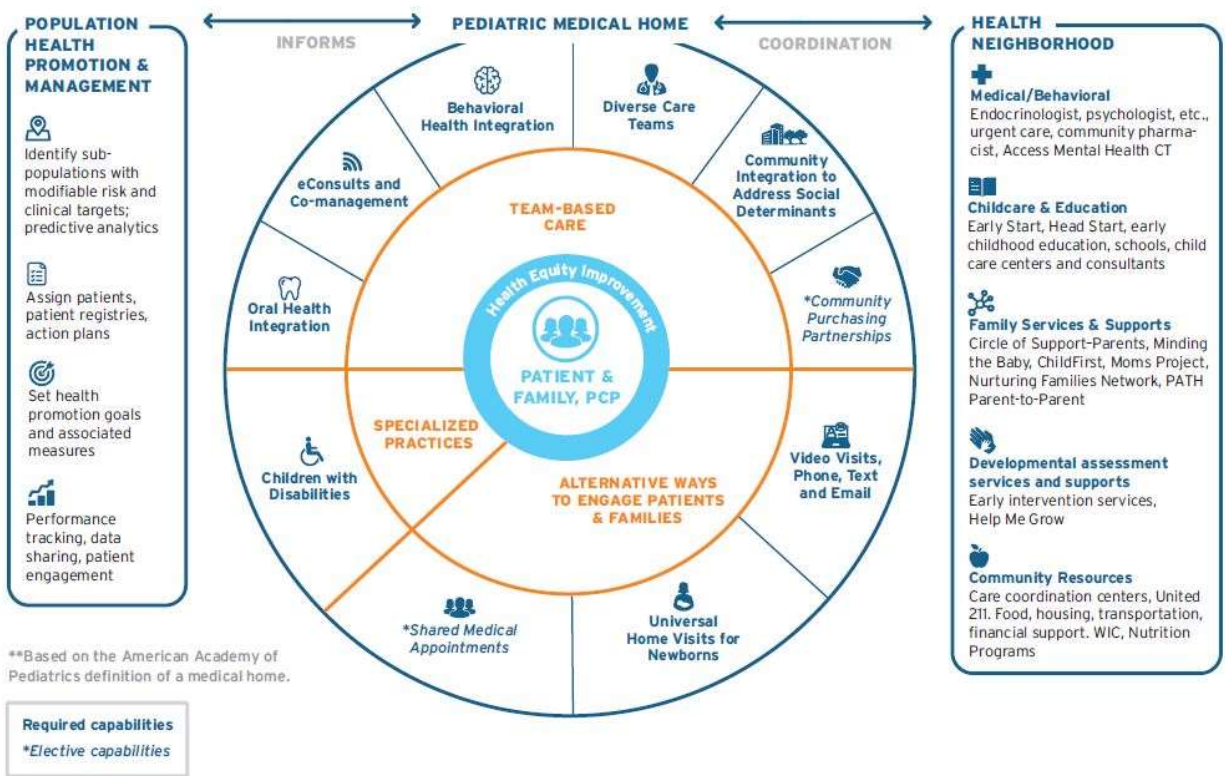 POPULATION
HEALTH
PROMOTION &
MANAGEMENT
Identify sub-
populations with
modifiable risk and
clinical targets;
predictive analytics
Assign patients,
patient registries,
action plans
Set health
promotion goals
and associated
measures
Performance
tracking, data
sharing, patient
engagement
INFORMS
PEDIATRIC MEDICAL HOME
COORDINATION
Behavioral
Health Integration
Diverse Care
Teams
eConsults and
Co-management
Community
Integration to
Address Social
Determinants
TEAM-BASED
CARE
Oral Health
Integration
*Community
Purchasing
Partnerships
Health Equity Improvement
PATIENT &
FAMILY, PCP
SPECIALIZED
PRACTICES
Children with
Disabilities
ALTERNATIVE WAYS
TO ENGAGE PATIENTS
& FAMILIES
Video Visits,
Phone, Text
and Email
*Shared Medical
Appointments
Universal
Home Visits for
Newborns
HEALTH
NEIGHBORHOOD
Medical/Behavioral
Endocrinologist, psychologist, etc.,
urgent care, community pharma-
cist, Access Mental Health CT
Childcare & Education
Early Start, Head Start, early
childhood education, schools, child
care centers and consultants
Family Services & Supports
Circle of Support-Parents, Minding
the Baby, ChildFirst, Moms Project,
Nurturing Families Network, PATH
Parent-to-Parent
Developmental assessment
services and supports
Early intervention services,
Help Me Grow
Community Resources
Care coordination centers, United
211. Food, housing, transportation,
financial support. WIC, Nutrition
Programs
**Based on the American Academy of
Pediatrics definition of a medical home.
Required capabilities
*Elective capabilities